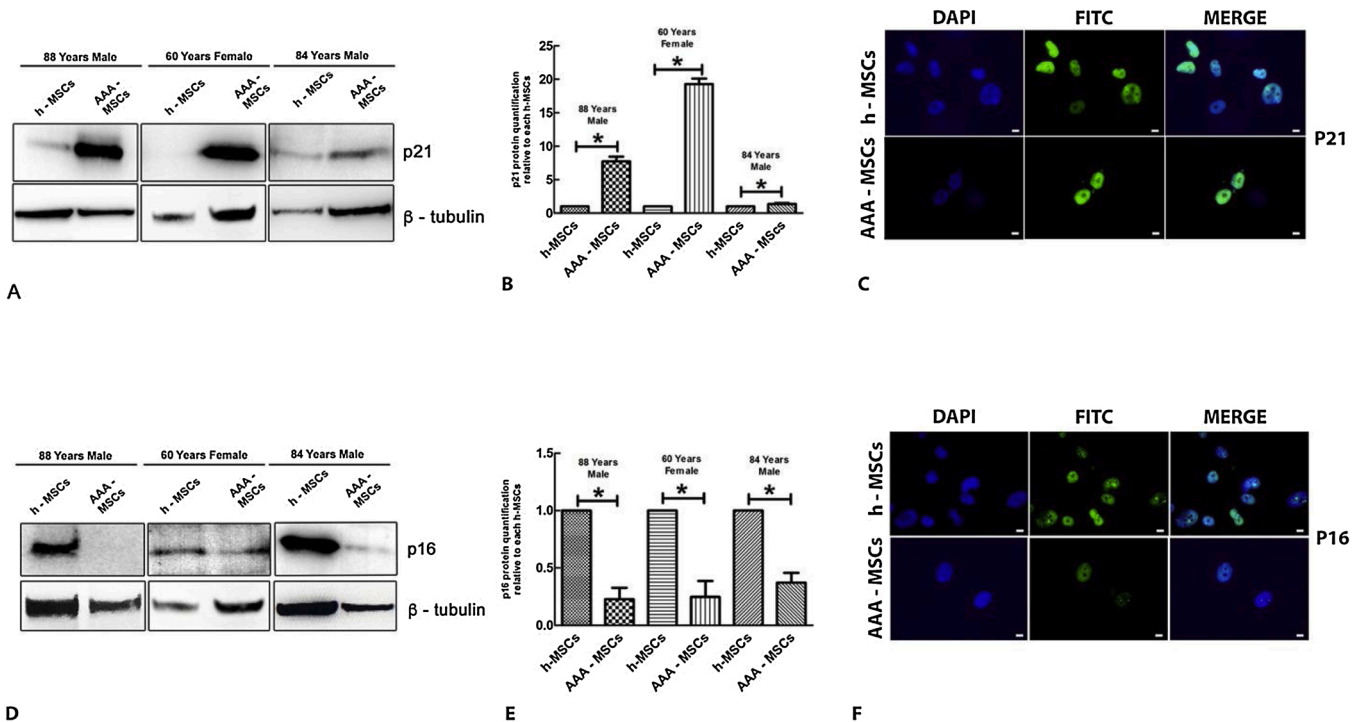 88 Years Male 60 Years Female 84 Years Male
h - MSCs AAA - MSCs h - MSCs AAA - MSCs h - MSCs AAA - MSCs
p21
β - tubulin
A
p21 protein quantification
relative to each h-MSCs
25
20
15
10
5
0
88 Years
Male
*
60 Years
Female
*
84 Years
Male
*
h-MSCs AAA - MSCs h-MSCs AAA - MSCs h-MSCs AAA - MSCs
B
DAPI FITC MERGE
h - MSCs
AAA - MSCs
P21
C
88 Years Male 60 Years Female 84 Years Male
h - MSCs AAA - MSCs h - MSCs AAA - MSCs h - MSCs AAA - MSCs
p16
β - tubulin
D
p16 protein quantification
relative to each h-MSCs
1.5
1.0
0.5
0.0
88 Years
Male
*
60 Years
Female
*
84 Years
Male
*
h-MSCs AAA - MSCs h-MSCs AAA - MSCs h-MSCs AAA - MSCs
E
DAPI FITC MERGE
h - MSCs
AAA - MSCs
P16
F